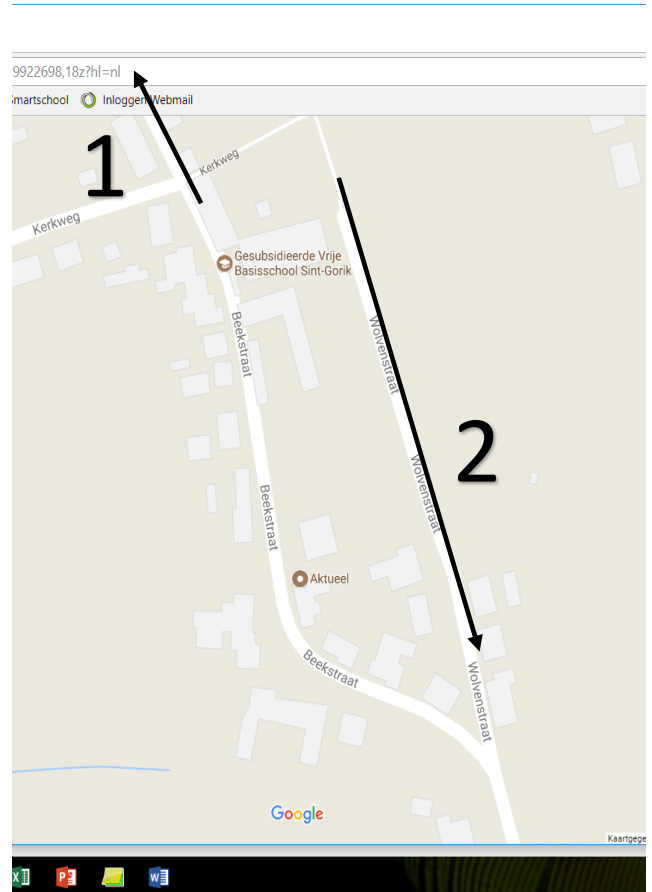 9922698,18z?hl=nl
Smartschool Inloggen Webmail
1
Kerkweg
Kerkweg
Gesubsidieerde Vrije
Basisschool Sint-Gorik
Beekstraat
Wolvenstraat
2
Wolvenstraat
Beekstraat
Aktueel
Beekstraat
Wolvenstraat
Google
Kaartgege